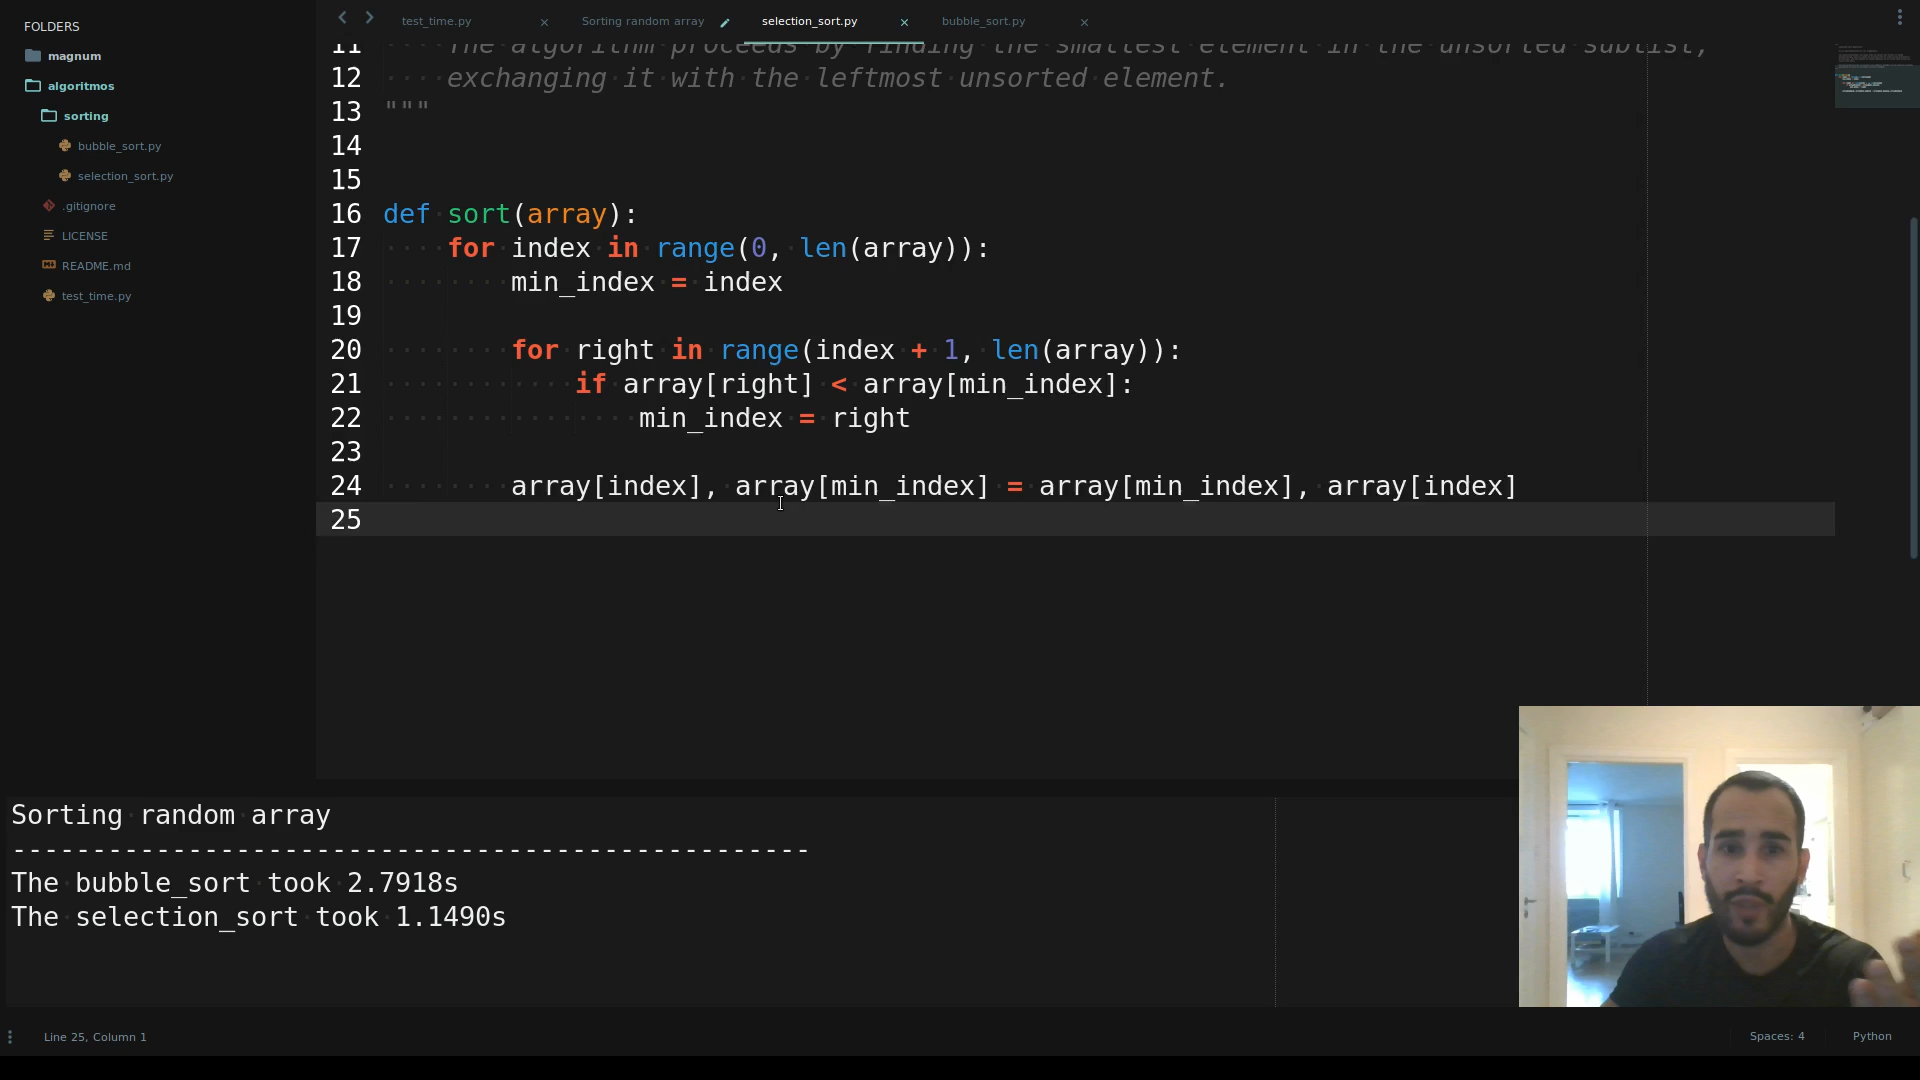 FOLDERS
magnum
algoritmos
sorting
bubble_sort.py
selection_sort.py
.gitignore
LICENSE
README.md
test_time.py
test_time.py × Sorting random array selection_sort.py × bubble_sort.py ×
11 The algorithm proceeds by finding the smallest element in the unsorted sublist,
12 exchanging it with the leftmost unsorted element.
13 """
14
15
16 def sort(array):
17 for index in range(0, len(array)):
18 min_index = index
19
20 for right in range(index + 1, len(array)):
21 if array[right] < array[min_index]:
22 min_index = right
23
24 array[index], array[min_index] = array[min_index], array[index]
25
Sorting random array
--------------------------------------------------
The bubble_sort took 2.7918s
The selection_sort took 1.1490s
Line 25, Column 1 Spaces: 4 Python